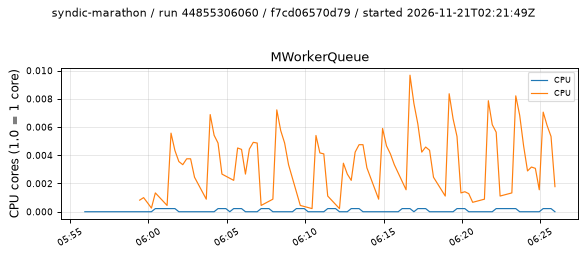 syndic-marathon / run 44855306060 / f7cd06570d79 / started 2026-11-21T02:21:49Z
MWorkerQueue
CPU cores (1.0 = 1 core)
0.010
0.008
0.006
0.004
0.002
0.000
CPU
CPU
05:55
06:00
06:05
06:10
06:15
06:20
06:25